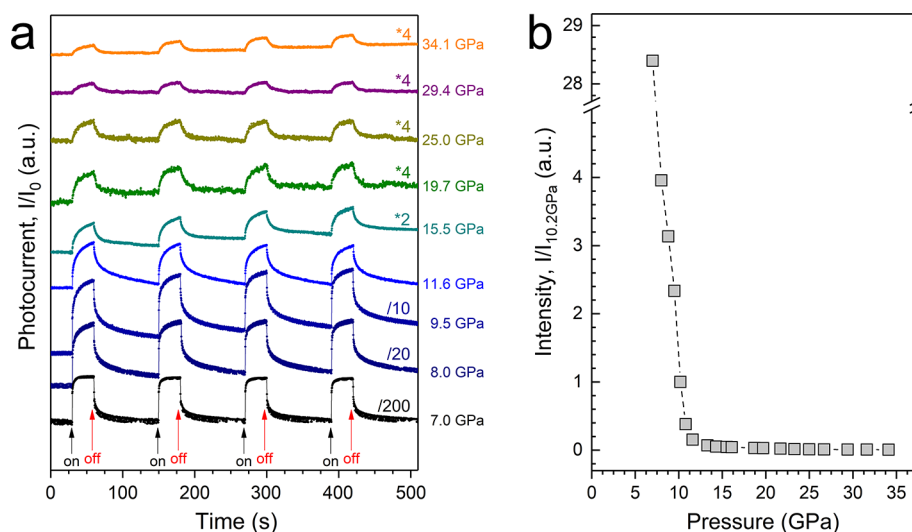 a
Photocurrent, I/I₀ (a.u.)
*4
34.1 GPa
*4
29.4 GPa
*4
25.0 GPa
*4
19.7 GPa
*2
15.5 GPa
11.6 GPa
/10
9.5 GPa
/20
8.0 GPa
/200
7.0 GPa
on off on off on off on off
0 100 200 300 400 500
Time (s)
b
Intensity, I/I₁₀.₂GPa (a.u.)
29
28
4
3
2
1
0
0 5 10 15 20 25 30 35
Pressure (GPa)